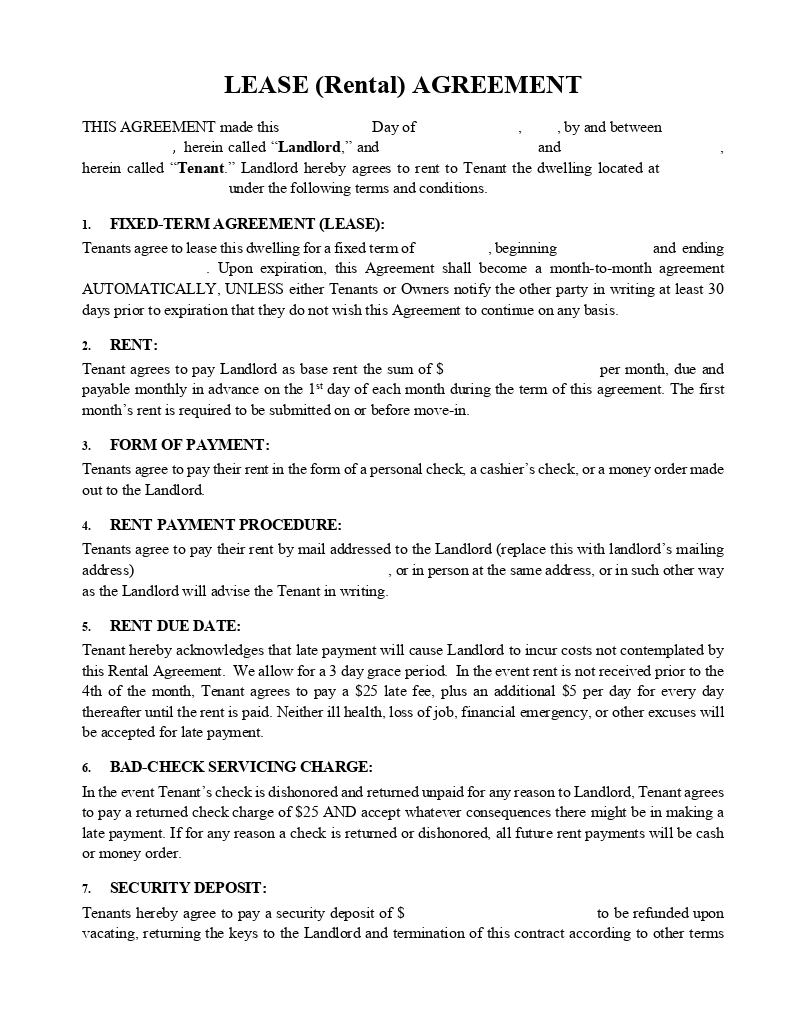 LEASE (Rental) AGREEMENT
THIS AGREEMENT made this Day of , , by and between
, herein called “Landlord,” and and ,
herein called “Tenant.” Landlord hereby agrees to rent to Tenant the dwelling located at
under the following terms and conditions.
1. FIXED-TERM AGREEMENT (LEASE):
Tenants agree to lease this dwelling for a fixed term of , beginning and ending
. Upon expiration, this Agreement shall become a month-to-month agreement
AUTOMATICALLY, UNLESS either Tenants or Owners notify the other party in writing at least 30
days prior to expiration that they do not wish this Agreement to continue on any basis.
2. RENT:
Tenant agrees to pay Landlord as base rent the sum of $ per month, due and
payable monthly in advance on the 1st day of each month during the term of this agreement. The first
month’s rent is required to be submitted on or before move-in.
3. FORM OF PAYMENT:
Tenants agree to pay their rent in the form of a personal check, a cashier’s check, or a money order made
out to the Landlord.
4. RENT PAYMENT PROCEDURE:
Tenants agree to pay their rent by mail addressed to the Landlord (replace this with landlord’s mailing
address) , or in person at the same address, or in such other way
as the Landlord will advise the Tenant in writing.
5. RENT DUE DATE:
Tenant hereby acknowledges that late payment will cause Landlord to incur costs not contemplated by
this Rental Agreement. We allow for a 3 day grace period. In the event rent is not received prior to the
4th of the month, Tenant agrees to pay a $25 late fee, plus an additional $5 per day for every day
thereafter until the rent is paid. Neither ill health, loss of job, financial emergency, or other excuses will
be accepted for late payment.
6. BAD-CHECK SERVICING CHARGE:
In the event Tenant’s check is dishonored and returned unpaid for any reason to Landlord, Tenant agrees
to pay a returned check charge of $25 AND accept whatever consequences there might be in making a
late payment. If for any reason a check is returned or dishonored, all future rent payments will be cash
or money order.
7. SECURITY DEPOSIT:
Tenants hereby agree to pay a security deposit of $ to be refunded upon
vacating, returning the keys to the Landlord and termination of this contract according to other terms